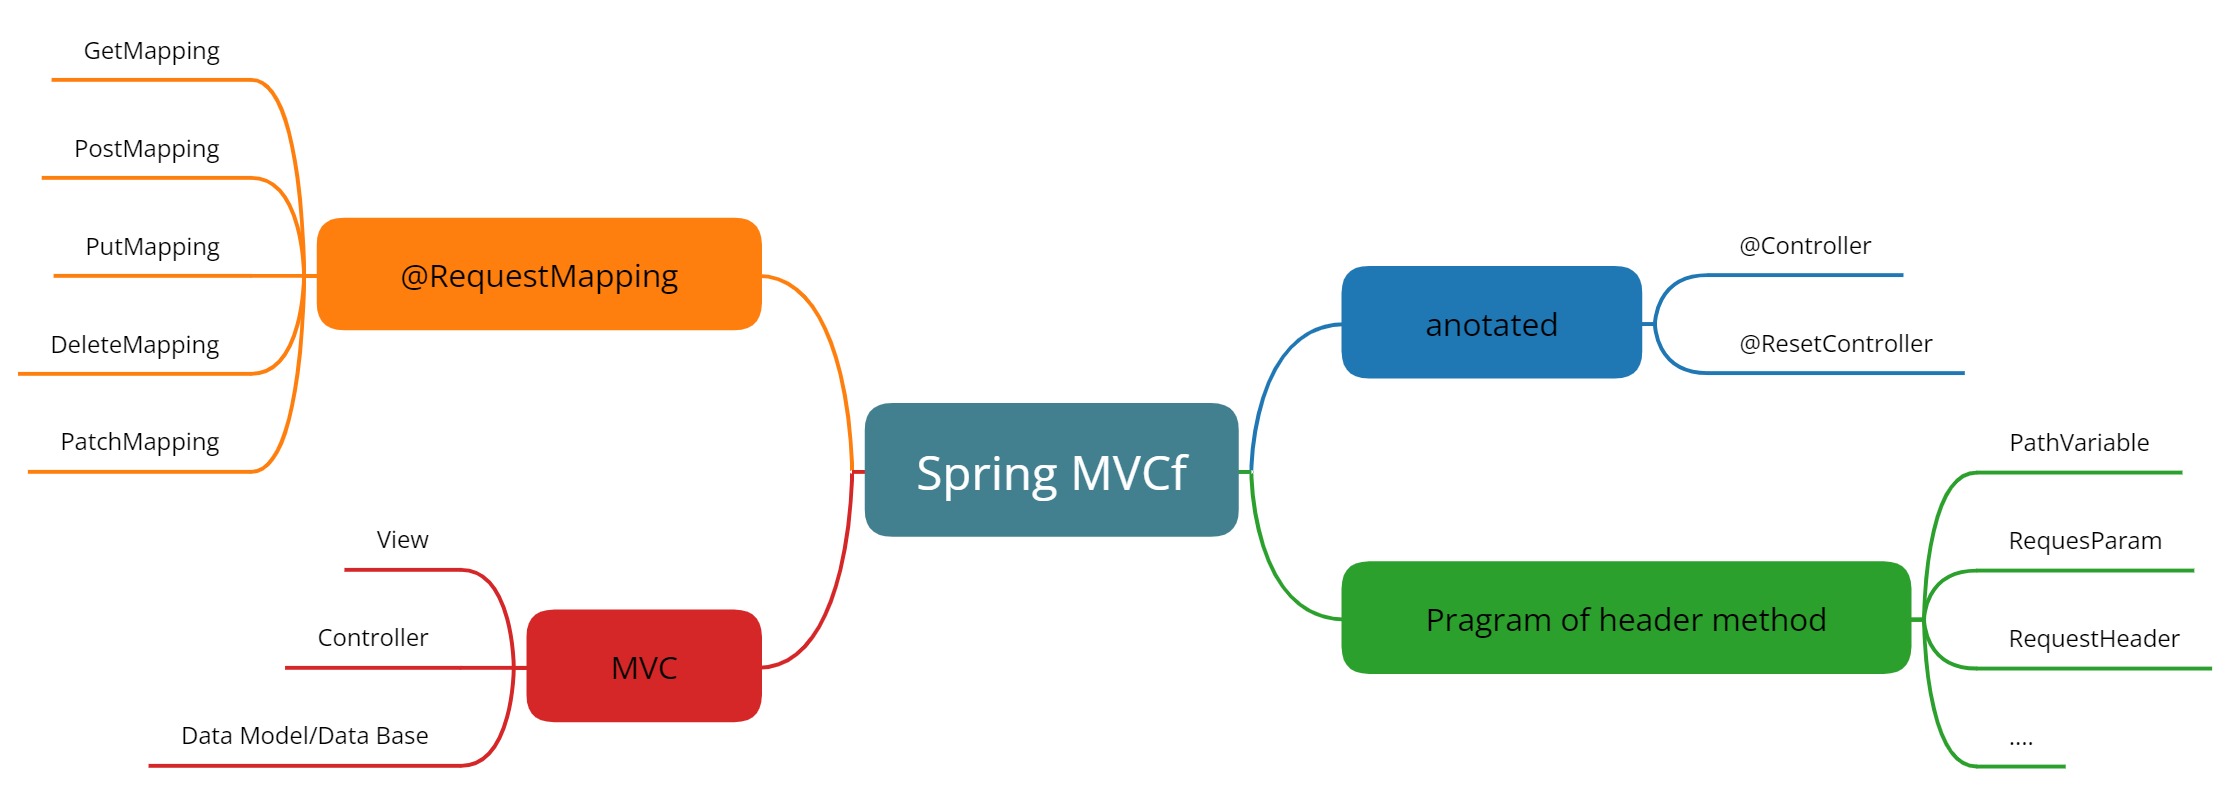 GetMapping
PostMapping
PutMapping
DeleteMapping
PatchMapping
@RequestMapping
View
Controller
Data Model/Data Base
MVC
Spring MVCf
anotated
@Controller
@ResetController
Pragram of header method
PathVariable
RequesParam
RequestHeader
....